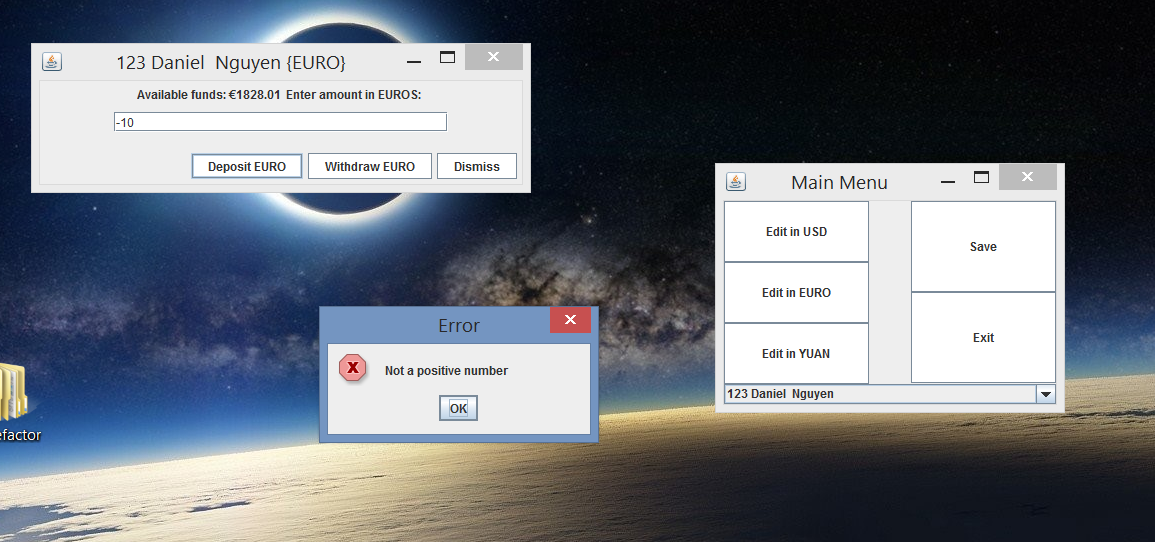 123 Daniel  Nguyen {EURO}
Available funds: €1828.01  Enter amount in EUROS:
-10
Deposit EURO
Withdraw EURO
Dismiss
Main Menu
Edit in USD
Edit in EURO
Edit in YUAN
Save
Exit
123 Daniel  Nguyen
Error
Not a positive number
OK
efactor